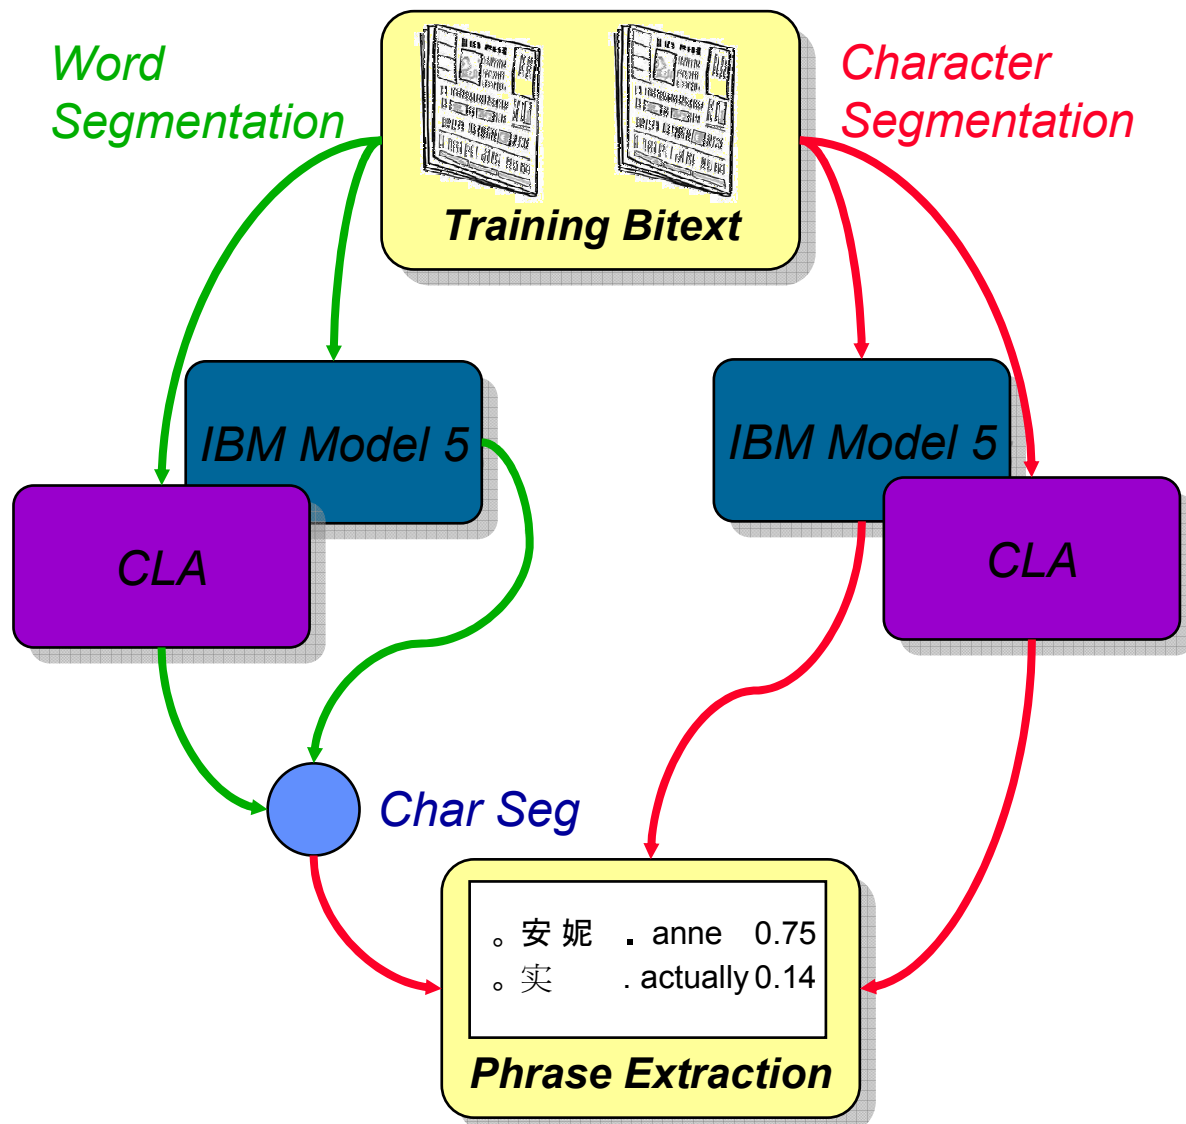 Word
Segmentation
Character
Segmentation
Training Bitext
IBM Model 5
IBM Model 5
CLA
CLA
Char Seg
。安 妮 . anne 0.75
。实 . actually 0.14
Phrase Extraction